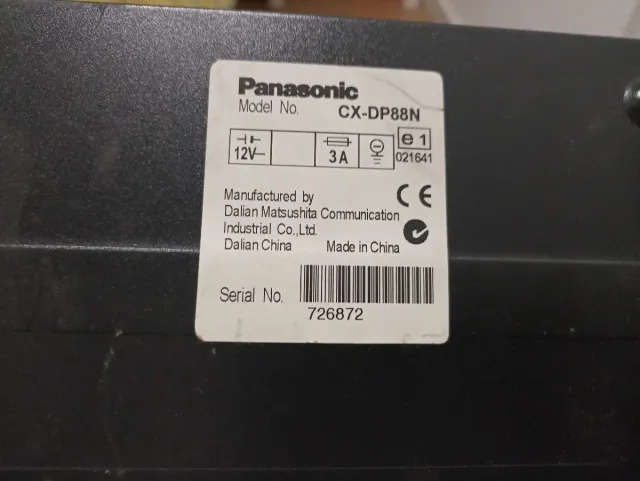 Panasonic
Model No. CX-DP88N
12V 3A e1
021641
Manufactured by
Dalian Matsushita Communication
Industrial Co.,Ltd.
Dalian China Made in China
CE
Serial No.
726872